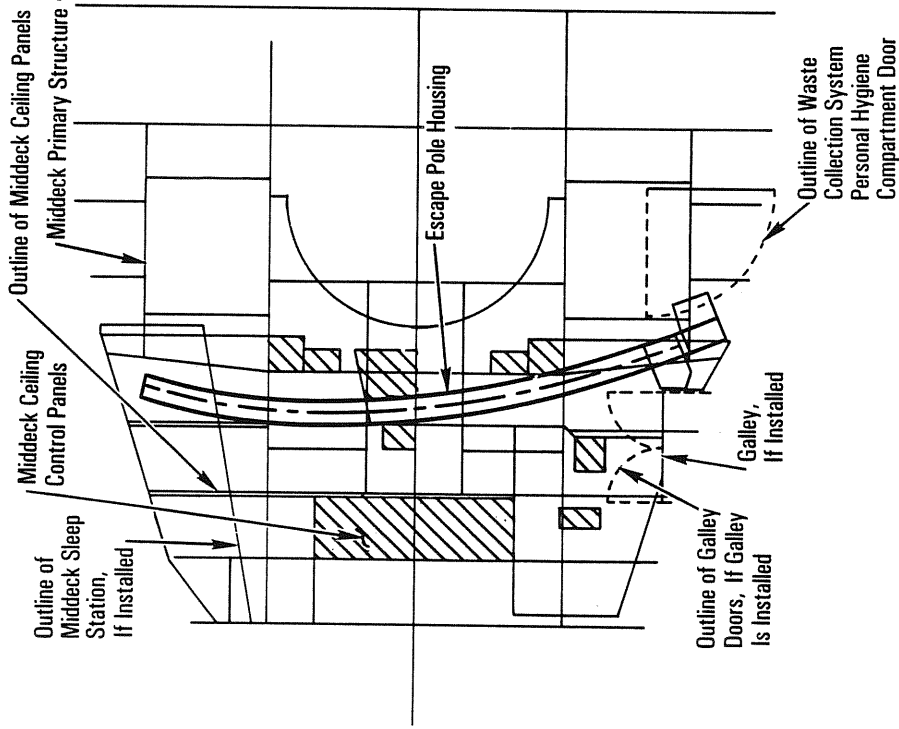 Outline of Middeck Ceiling Panels
Middeck Primary Structure
Middeck Ceiling
Control Panels
Outline of
Middeck Sleep
Station,
If Installed
Escape Pole Housing
Outline of Waste
Collection System
Personal Hygiene
Compartment Door
Galley,
If Installed
Outline of Galley
Doors, If Galley
Is Installed